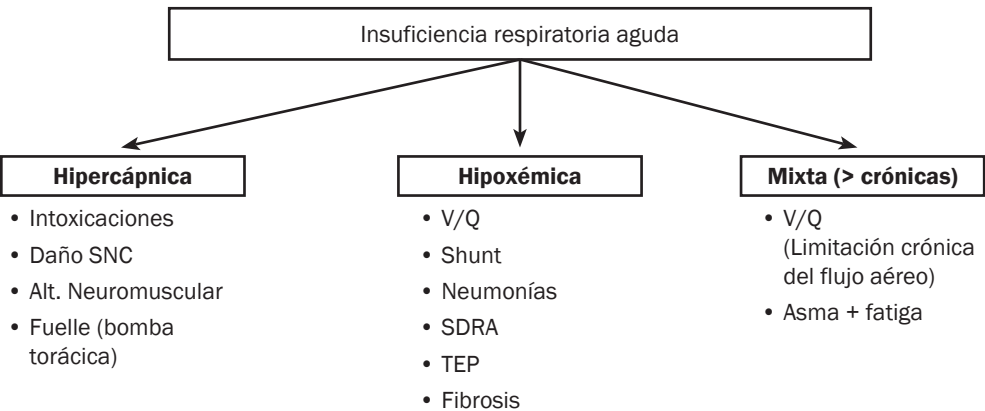 Insuficiencia respiratoria aguda
Hipercápnica
• Intoxicaciones
• Daño SNC
• Alt. Neuromuscular
• Fuelle (bomba
torácica)
Hipoxémica
• V/Q
• Shunt
• Neumonías
• SDRA
• TEP
• Fibrosis
Mixta (> crónicas)
• V/Q
(Limitación crónica
del flujo aéreo)
• Asma + fatiga